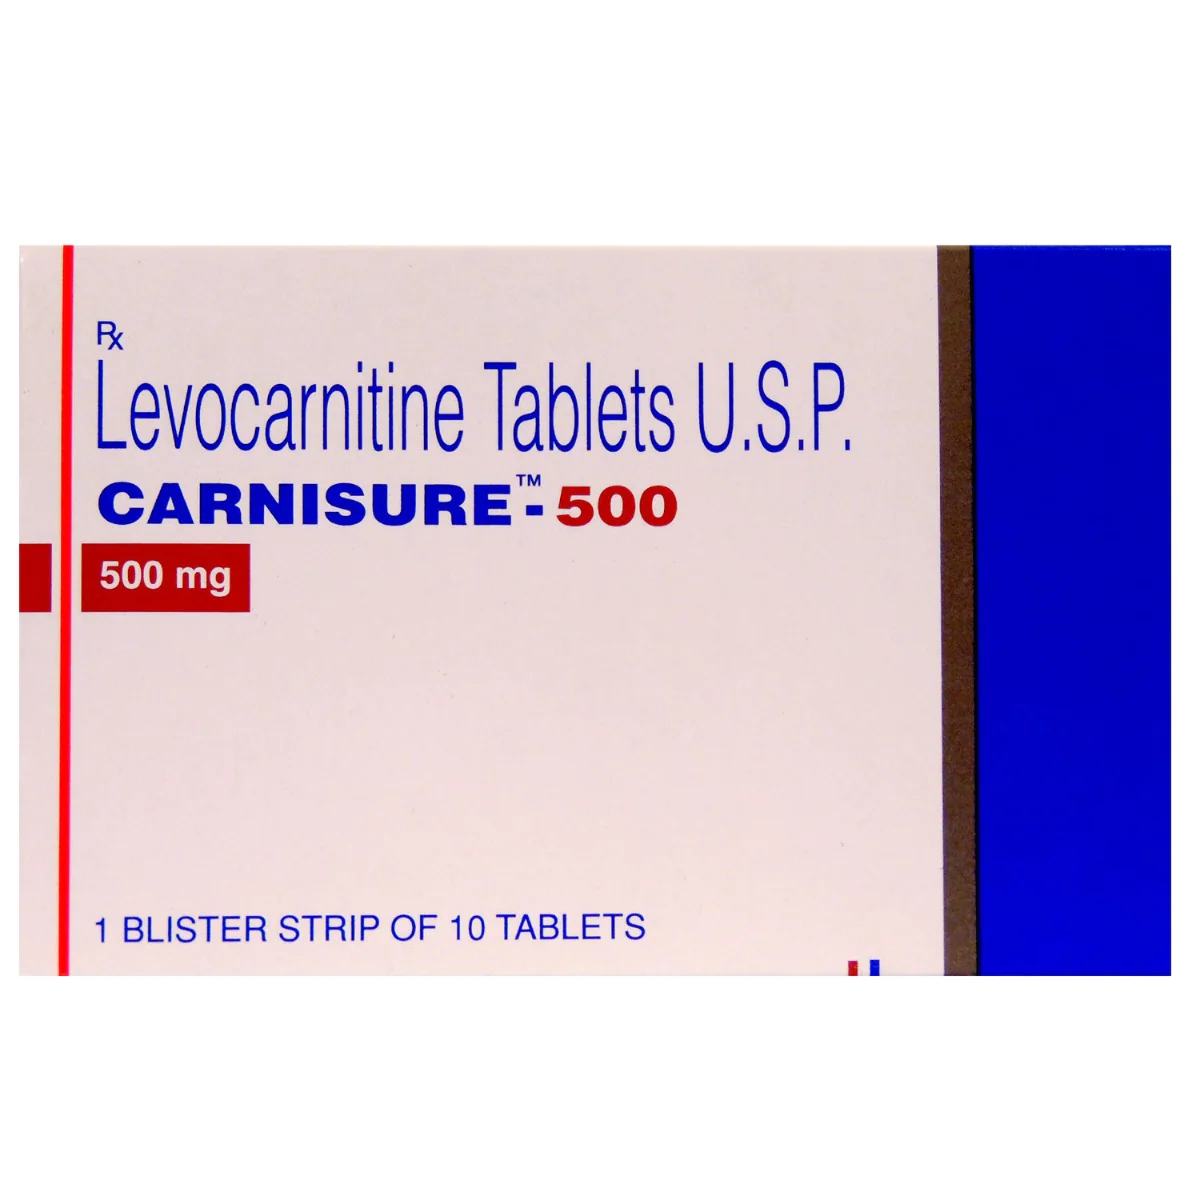 Rx
Levocarnitine Tablets U.S.P.
CARNISURE™-500
500 mg
1 BLISTER STRIP OF 10 TABLETS